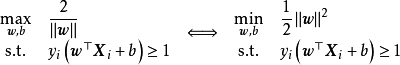 max w,b 2/||w|| ⟺ min w,b 1/2 ||w||²
s.t. yᵢ(w⊤Xᵢ + b) ≥ 1 s.t. yᵢ(w⊤Xᵢ + b) ≥ 1